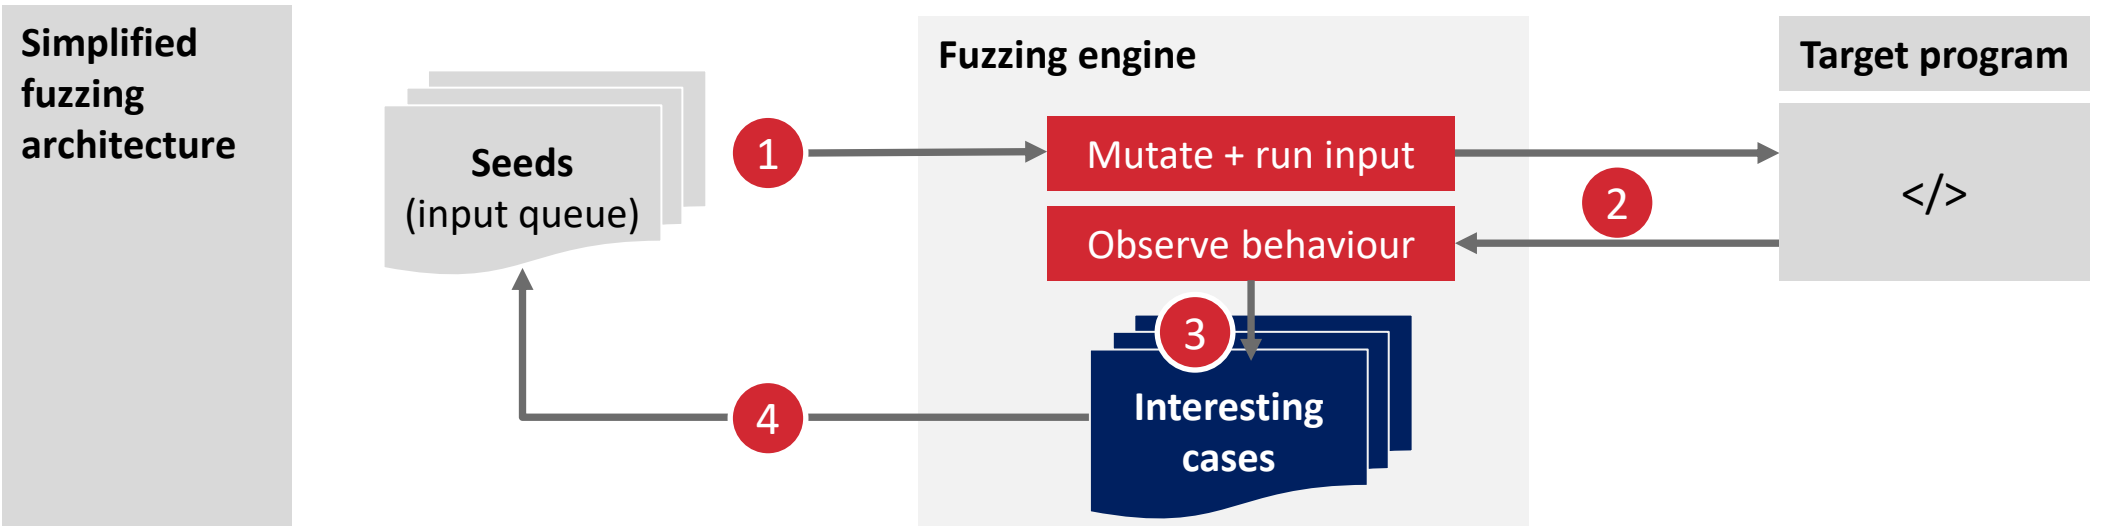 Simplified
fuzzing
architecture
Seeds
(input queue)
1
Fuzzing engine
Mutate + run input
Observe behaviour
2
Target program
</>
3
Interesting
cases
4